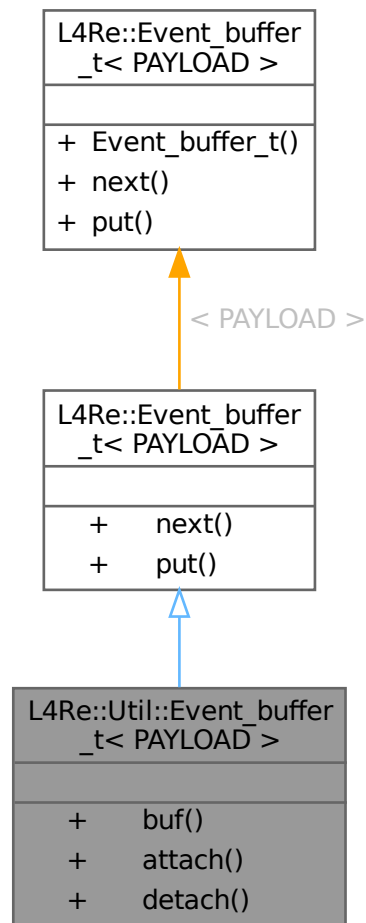 L4Re::Event_buffer
_t< PAYLOAD >
+ Event_buffer_t()
+ next()
+ put()
< PAYLOAD >
L4Re::Event_buffer
_t< PAYLOAD >
+ next()
+ put()
L4Re::Util::Event_buffer
_t< PAYLOAD >
+ buf()
+ attach()
+ detach()